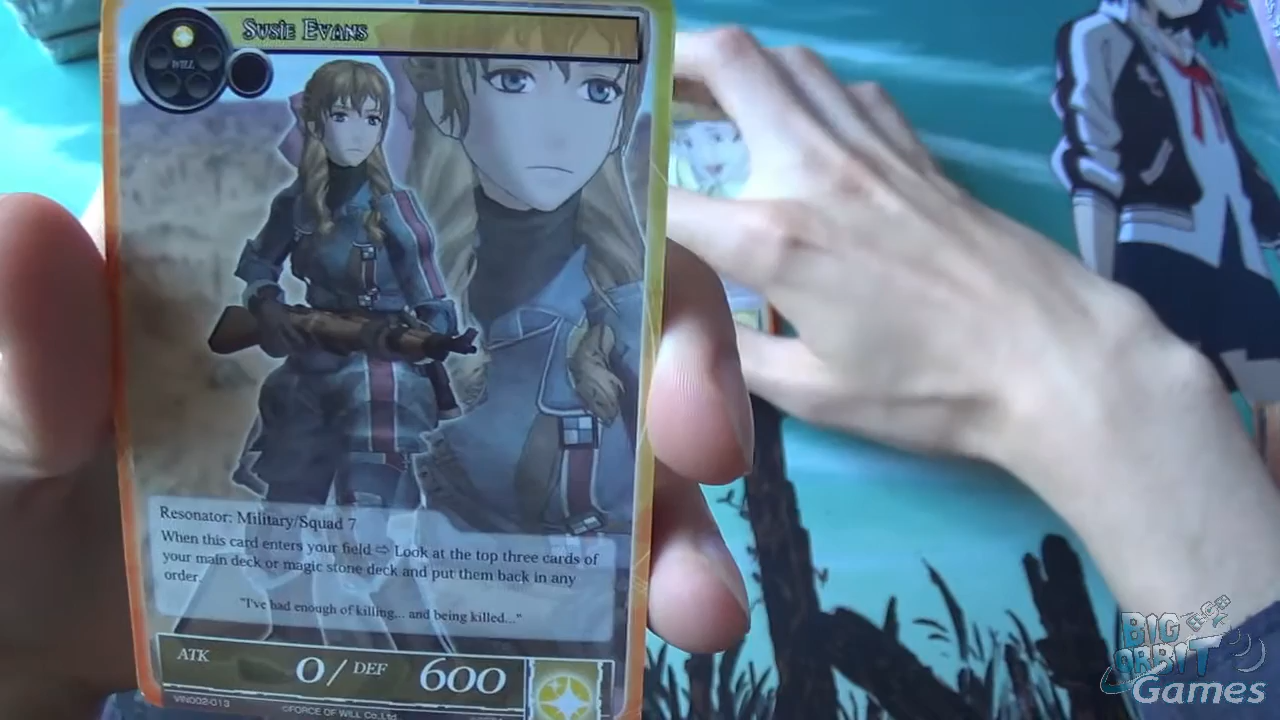 SUSIE EVANS
WILL
Resonator: Military/Squad 7
When this card enters your field ⇨ Look at the top three cards of
your main deck or magic stone deck and put them back in any
order.
"I've had enough of killing... and being killed..."
ATK 0 / DEF 600
VIN002-013
©FORCE OF WILL Co.,Ltd.
BIG
ORBIT
Games